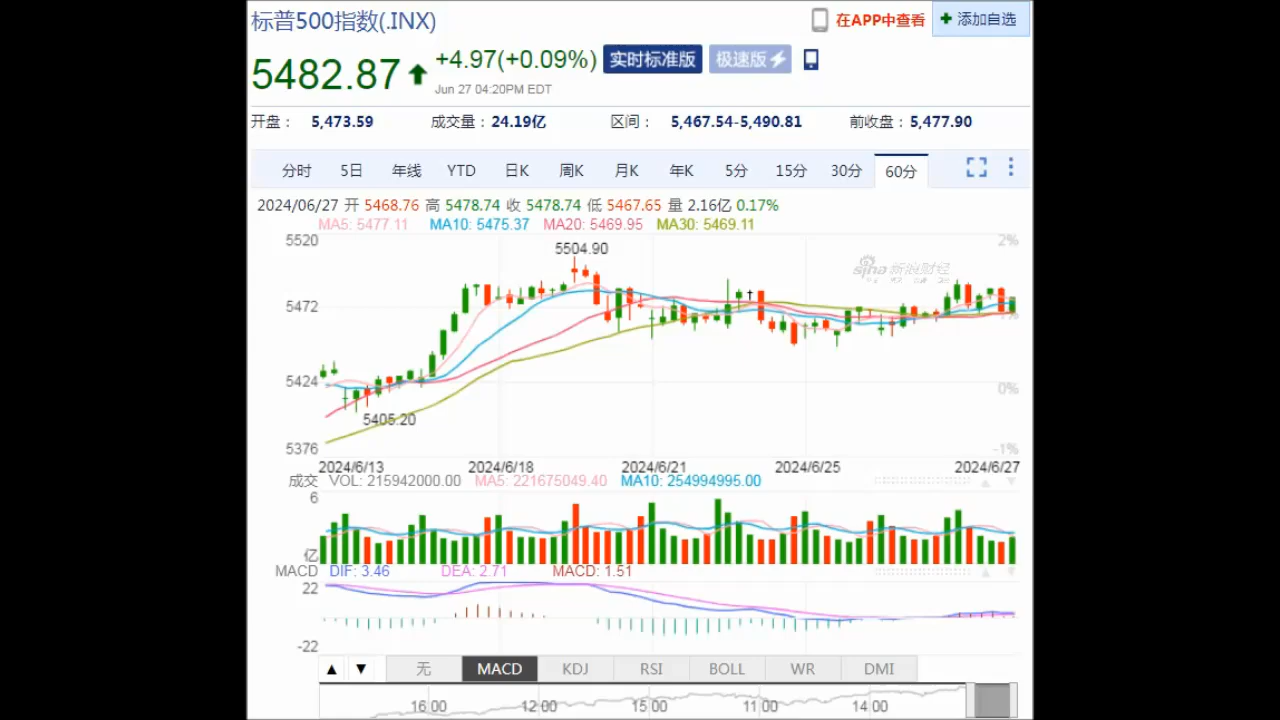 标普500指数(.INX)
在APP中查看
添加自选
5482.87
+4.97(+0.09%)
实时标准版
极速版
Jun 27 04:20PM EDT
开盘： 5,473.59 成交量：24.19亿 区间： 5,467.54-5,490.81 前收盘：5,477.90
分时 5日 年线 YTD 日K 周K 月K 年K 5分 15分 30分 60分
2024/06/27 开 5468.76 高 5478.74 收 5478.74 低 5467.65 量 2.16亿 0.17%
MA5: 5477.11 MA10: 5475.37 MA20: 5469.95 MA30: 5469.11
5520 2%
5504.90
sina 新浪财经
5472 1%
5424 0%
5405.20
5376 -1%
2024/6/13 2024/6/18 2024/6/21 2024/6/25 2024/6/27
成交 VOL: 215942000.00 MA5: 221675049.40 MA10: 254994995.00
6
亿
MACD DIF: 3.46 DEA: 2.71 MACD: 1.51
22
-22
无 MACD KDJ RSI BOLL WR DMI
16:00 12:00 15:00 11:00 14:00